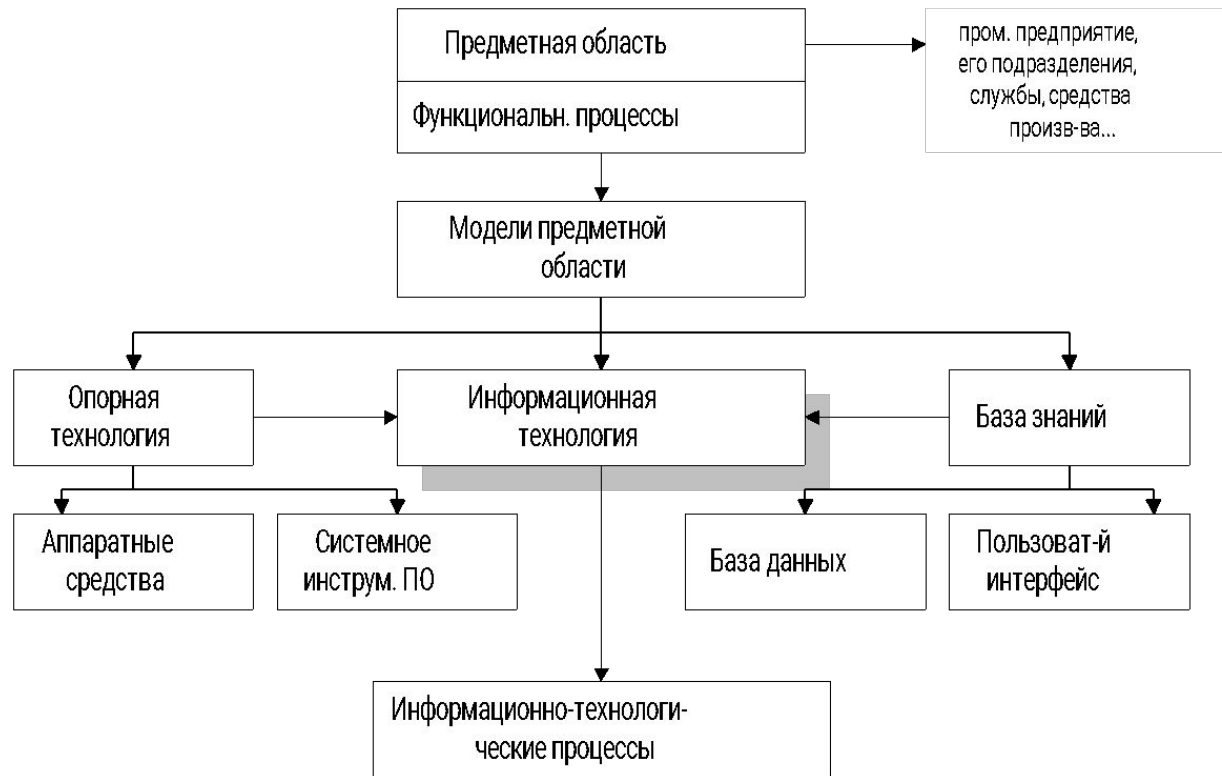 Предметная область
Функциональн. процессы
пром. предприятие,
его подразделения,
службы, средства
произв-ва...
Модели предметной
области
Опорная
технология
Информационная
технология
База знаний
Аппаратные
средства
Системное
инструм. ПО
База данных
Пользоват-й
интерфейс
Информационно-технологи-
ческие процессы